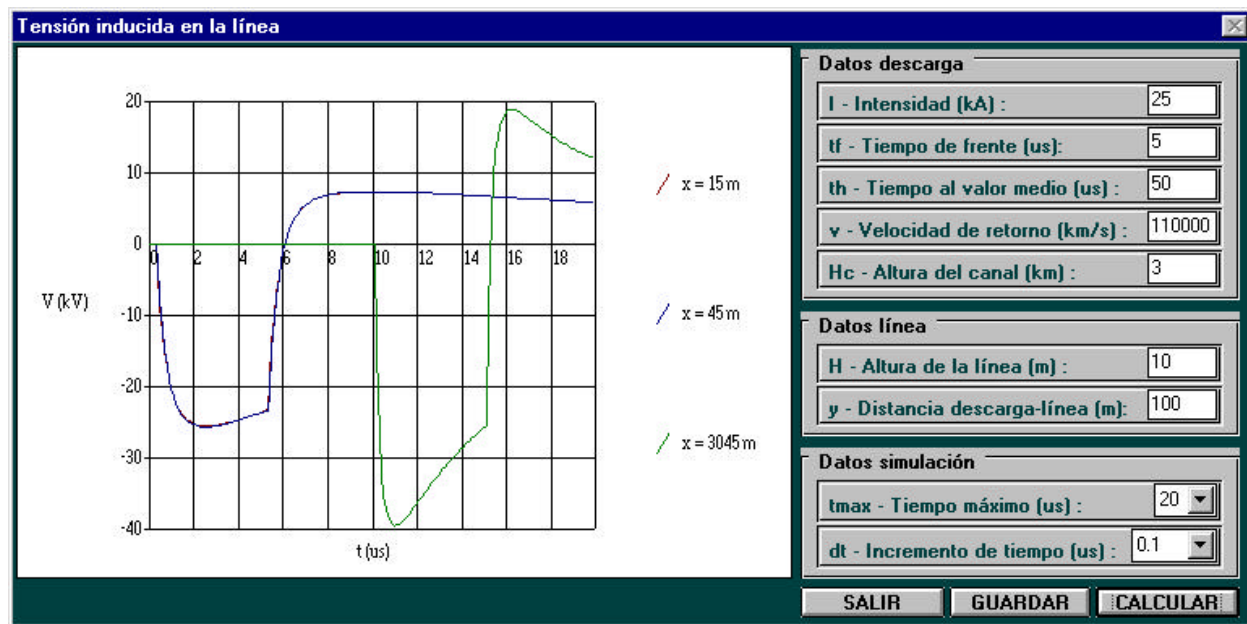 Tensión inducida en la línea
20
10
0
-10
-20
-30
-40
0 2 4 6 8 10 12 14 16 18
V (kV)
t (us)
x = 15 m
x = 45 m
x = 3045 m
Datos descarga
I - Intensidad (kA) : 25
tf - Tiempo de frente (us): 5
th - Tiempo al valor medio (us) : 50
v - Velocidad de retorno (km/s) : 110000
Hc - Altura del canal (km) : 3
Datos línea
H - Altura de la línea (m) : 10
y - Distancia descarga-línea (m): 100
Datos simulación
tmax - Tiempo máximo (us) : 20
dt - Incremento de tiempo (us) : 0.1
SALIR GUARDAR CALCULAR